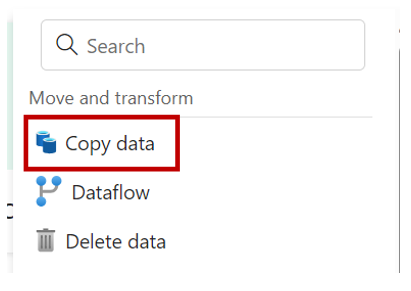 Search
Move and transform
Copy data
Dataflow
Delete data